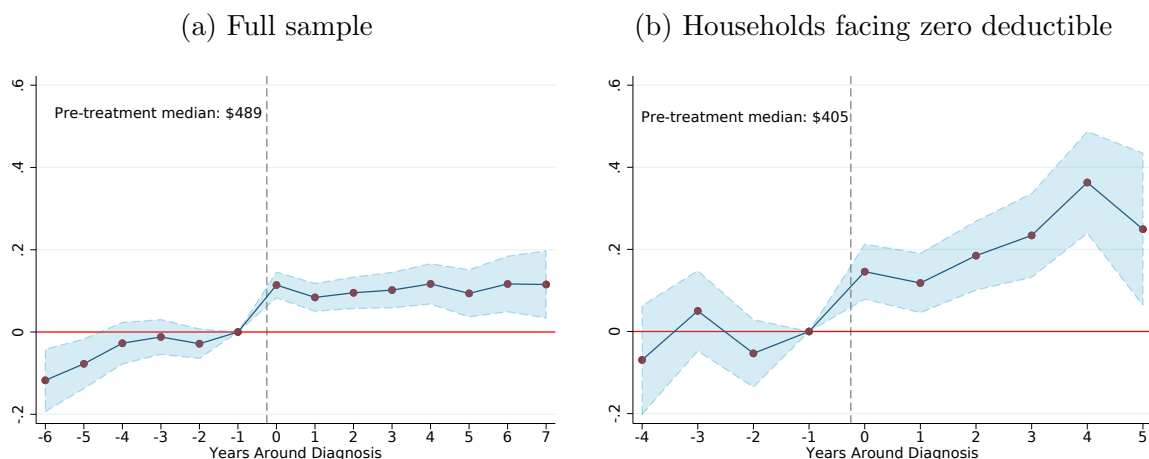 (a) Full sample
Pre-treatment median: $489
.6
.4
.2
0
-.2
-6 -5 -4 -3 -2 -1 0 1 2 3 4 5 6 7
Years Around Diagnosis
(b) Households facing zero deductible
Pre-treatment median: $405
.6
.4
.2
0
-.2
-4 -3 -2 -1 0 1 2 3 4 5
Years Around Diagnosis